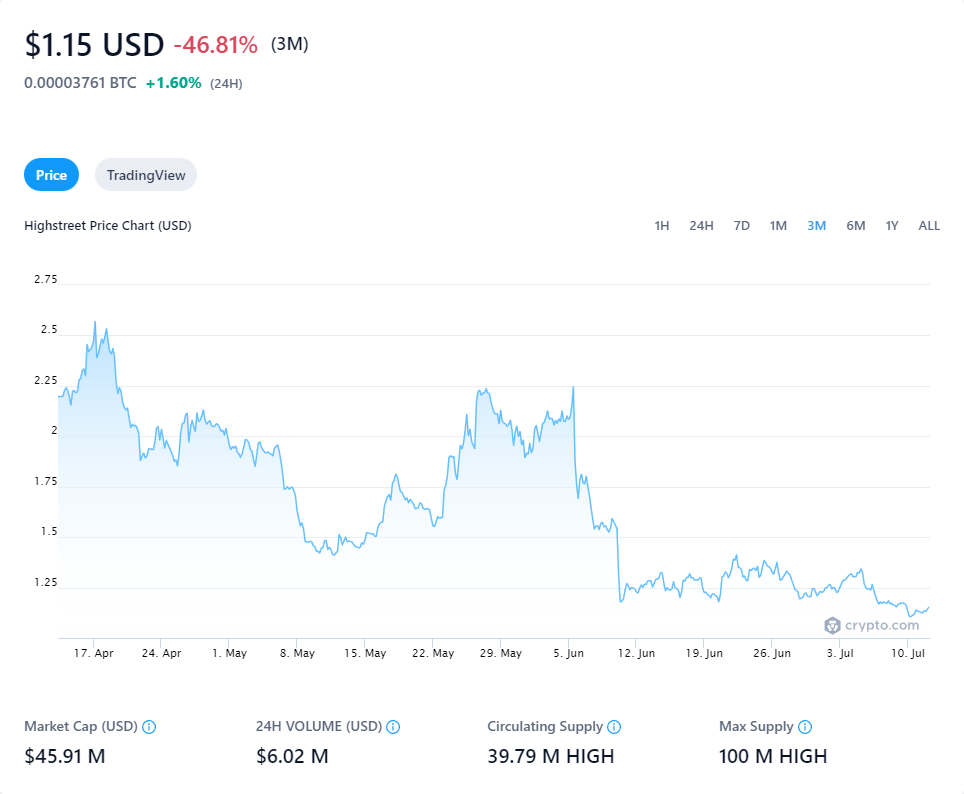 $1.15 USD -46.81% (3M)
0.00003761 BTC +1.60% (24H)
Price TradingView
Highstreet Price Chart (USD) 1H 24H 7D 1M 3M 6M 1Y ALL
2.75
2.5
2.25
2
1.75
1.5
1.25
crypto.com
17. Apr 24. Apr 1. May 8. May 15. May 22. May 29. May 5. Jun 12. Jun 19. Jun 26. Jun 3. Jul 10. Jul
Market Cap (USD) 24H VOLUME (USD) Circulating Supply Max Supply
$45.91 M $6.02 M 39.79 M HIGH 100 M HIGH